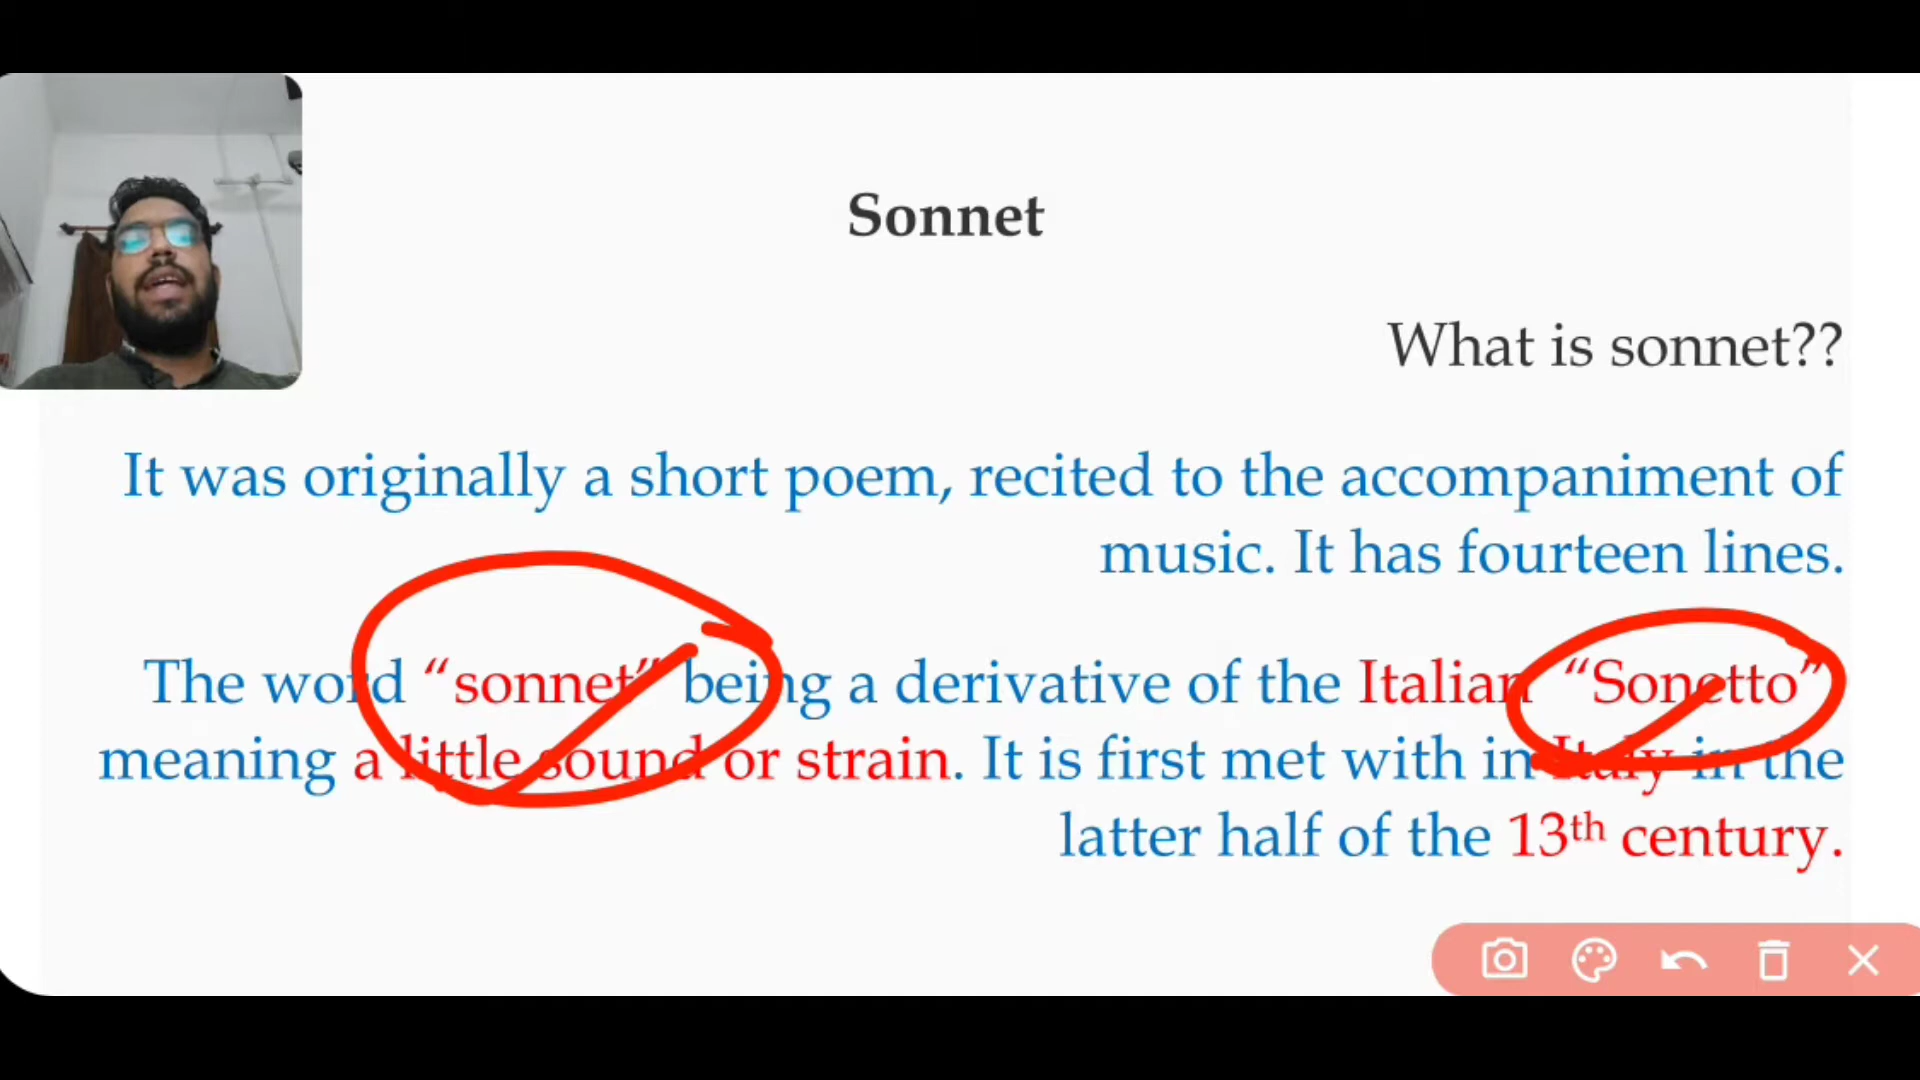 Sonnet
What is sonnet??
It was originally a short poem, recited to the accompaniment of
music. It has fourteen lines.
The word “sonnet” being a derivative of the Italian “Sonetto”
meaning a little sound or strain. It is first met with in Italy in the
latter half of the 13th century.